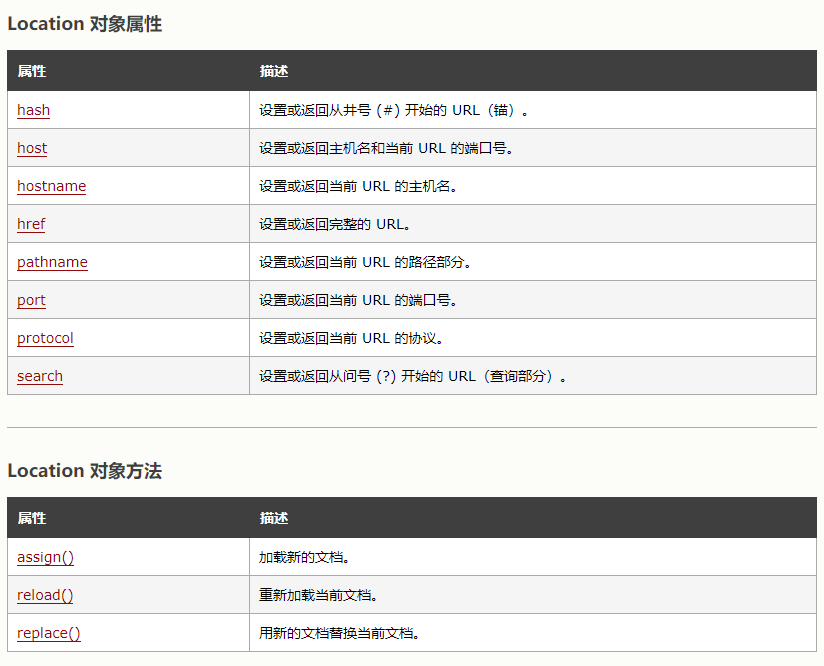 Location 对象属性
属性 描述
hash 设置或返回从井号 (#) 开始的 URL（锚）。
host 设置或返回主机名和当前 URL 的端口号。
hostname 设置或返回当前 URL 的主机名。
href 设置或返回完整的 URL。
pathname 设置或返回当前 URL 的路径部分。
port 设置或返回当前 URL 的端口号。
protocol 设置或返回当前 URL 的协议。
search 设置或返回从问号 (?) 开始的 URL（查询部分）。
Location 对象方法
属性 描述
assign() 加载新的文档。
reload() 重新加载当前文档。
replace() 用新的文档替换当前文档。